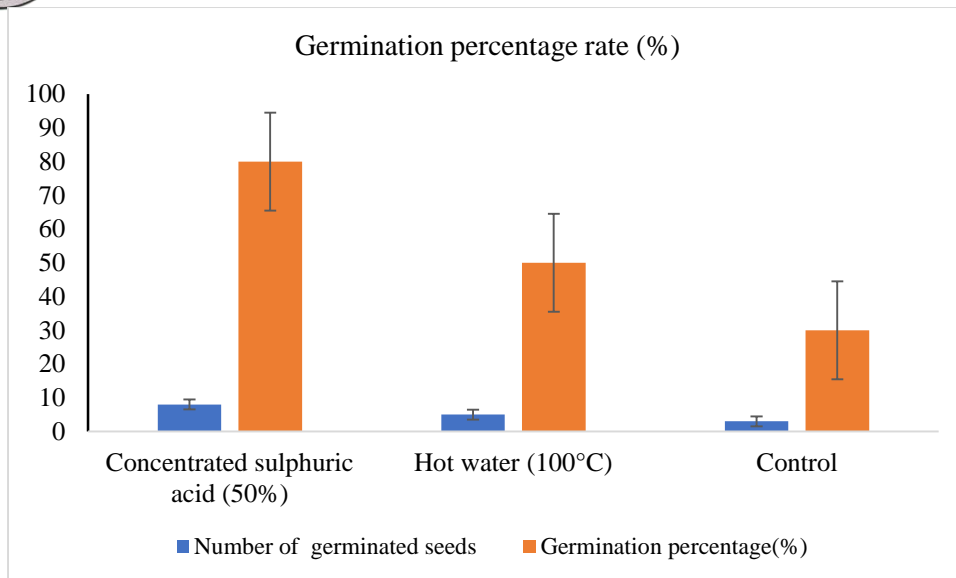 Germination percentage rate (%)
100
90
80
70
60
50
40
30
20
10
0
Concentrated sulphuric
acid (50%)
Hot water (100°C)
Control
Number of germinated seeds
Germination percentage(%)